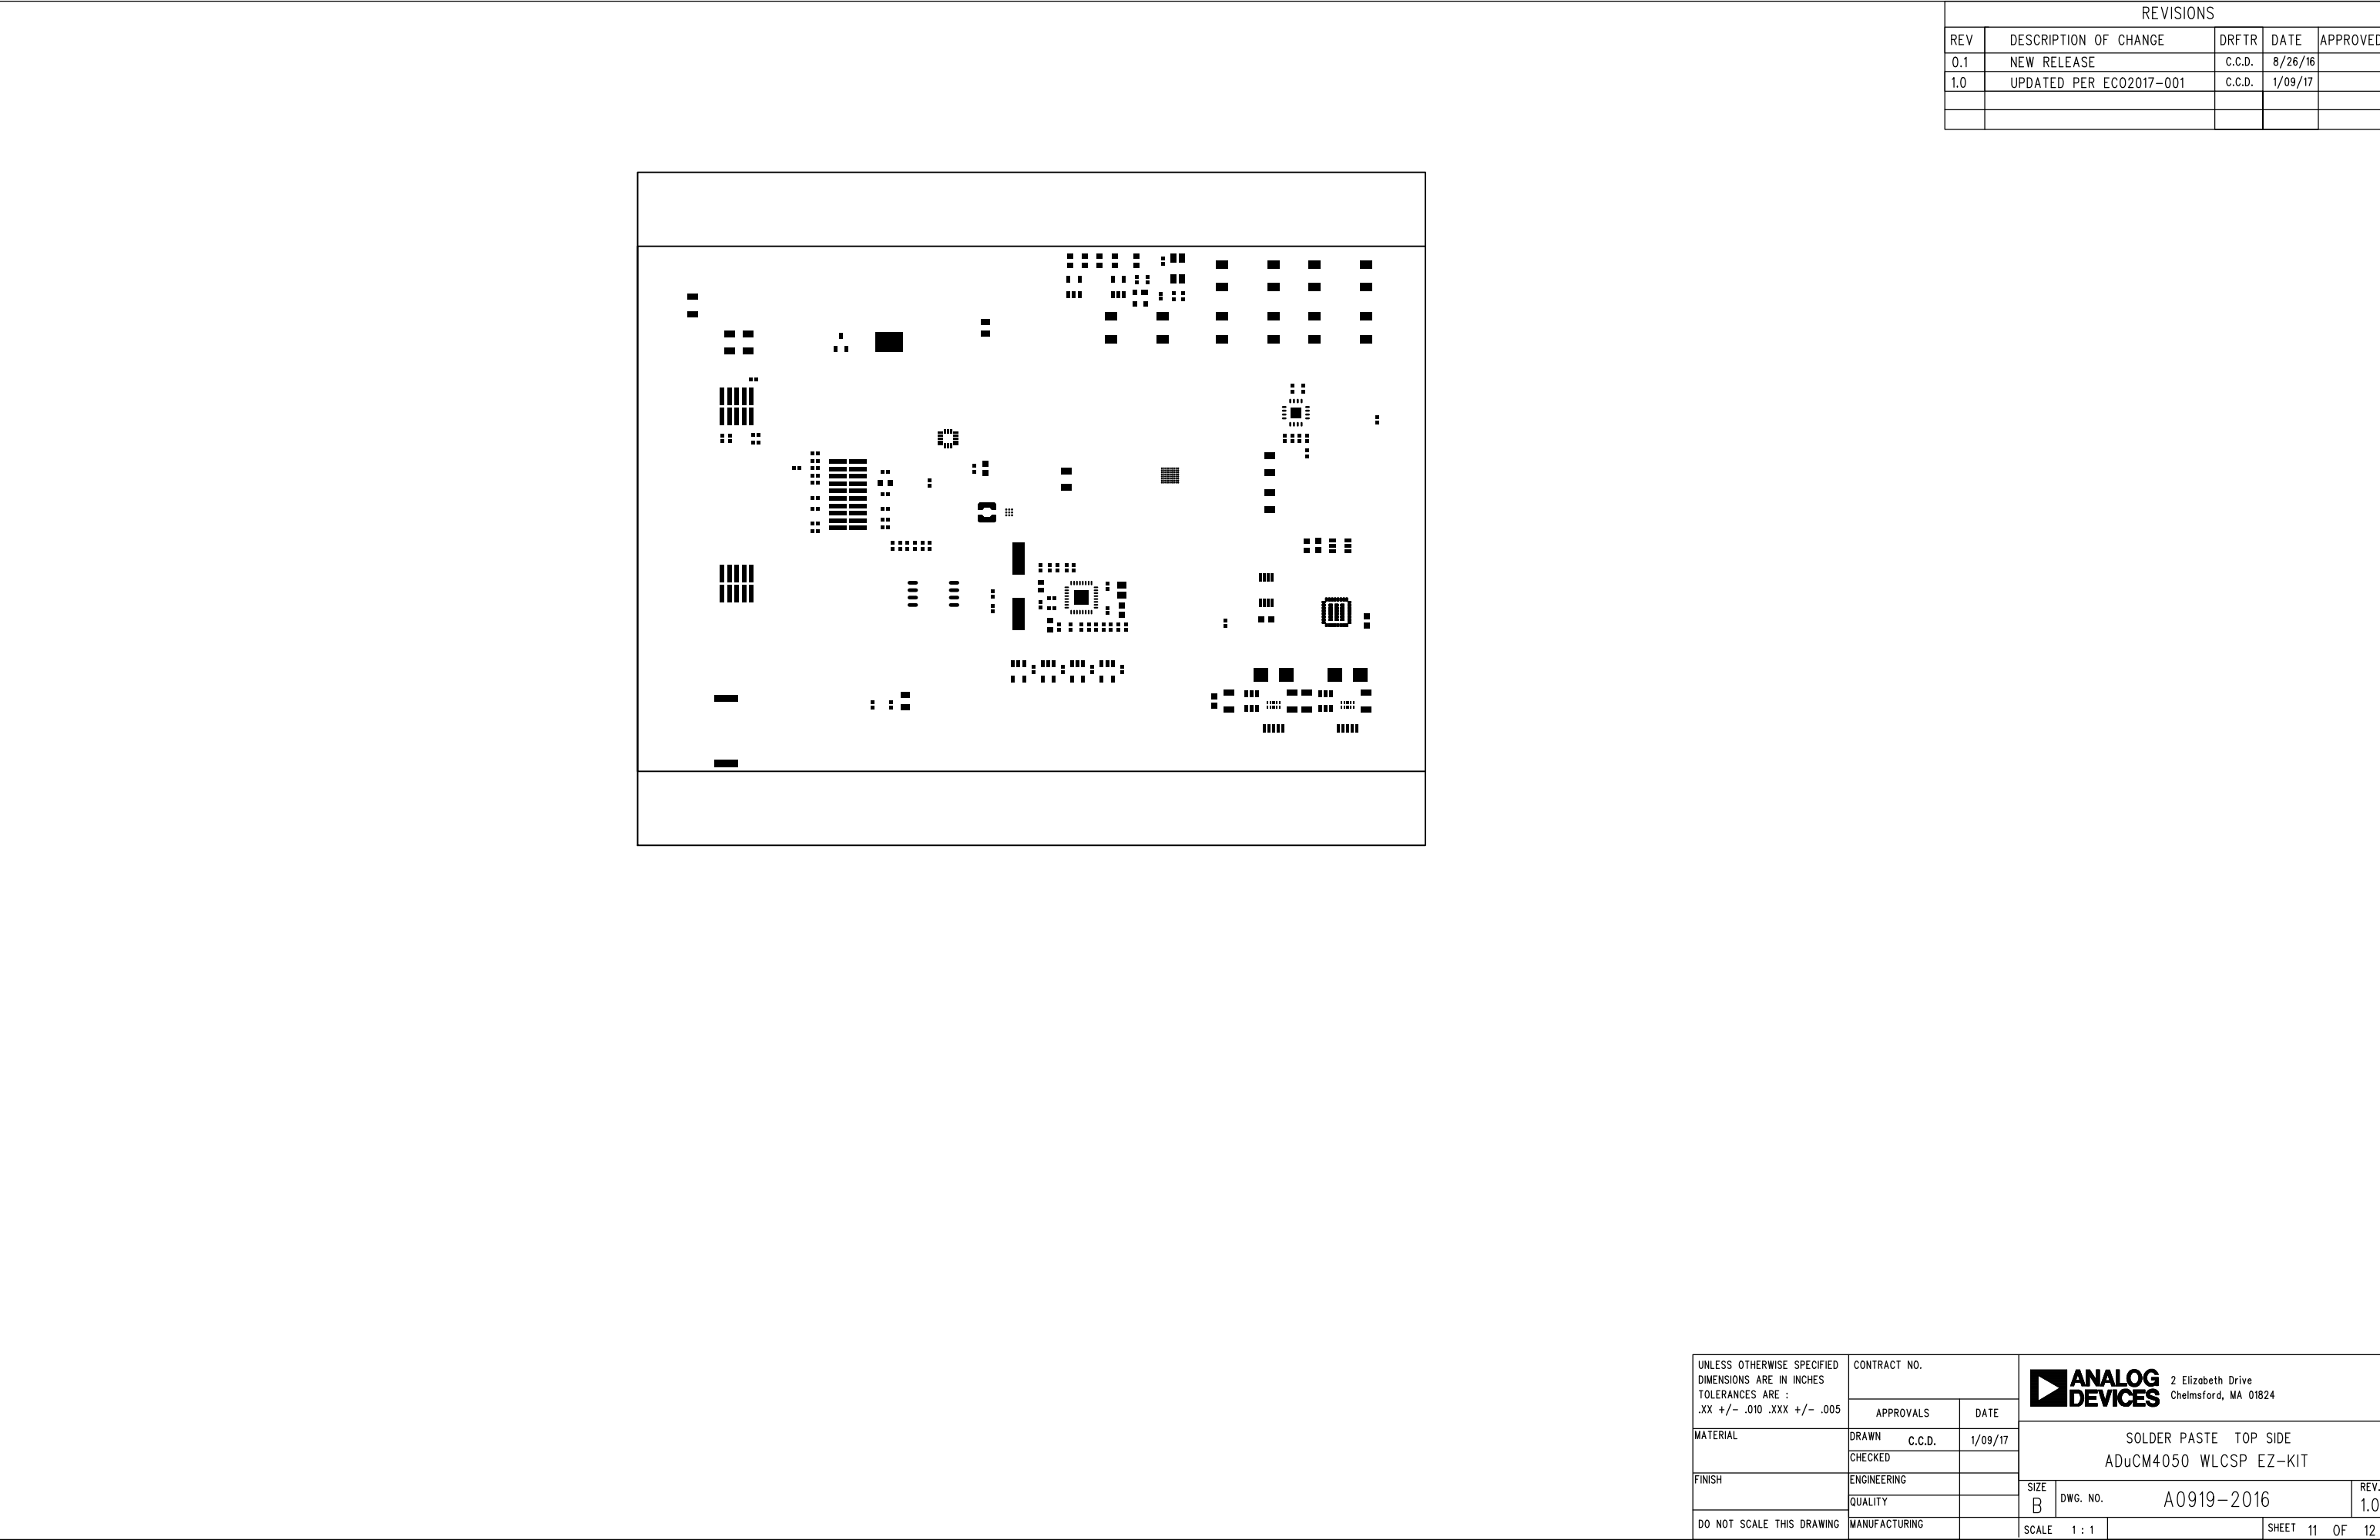 REVISIONS
REV DESCRIPTION OF CHANGE DRFTR DATE APPROVED
0.1 NEW RELEASE C.C.D. 8/26/16
1.0 UPDATED PER ECO2017-001 C.C.D. 1/09/17
UNLESS OTHERWISE SPECIFIED
DIMENSIONS ARE IN INCHES
TOLERANCES ARE :
.XX +/- .010 .XXX +/- .005
CONTRACT NO.
APPROVALS DATE
MATERIAL
DRAWN C.C.D. 1/09/17
CHECKED
FINISH
ENGINEERING
QUALITY
DO NOT SCALE THIS DRAWING
MANUFACTURING
ANALOG
DEVICES
2 Elizabeth Drive
Chelmsford, MA 01824
SOLDER PASTE TOP SIDE
ADuCM4050 WLCSP EZ-KIT
SIZE
B
DWG. NO. A0919-2016
REV.
1.0
SCALE 1 : 1
SHEET 11 OF 12